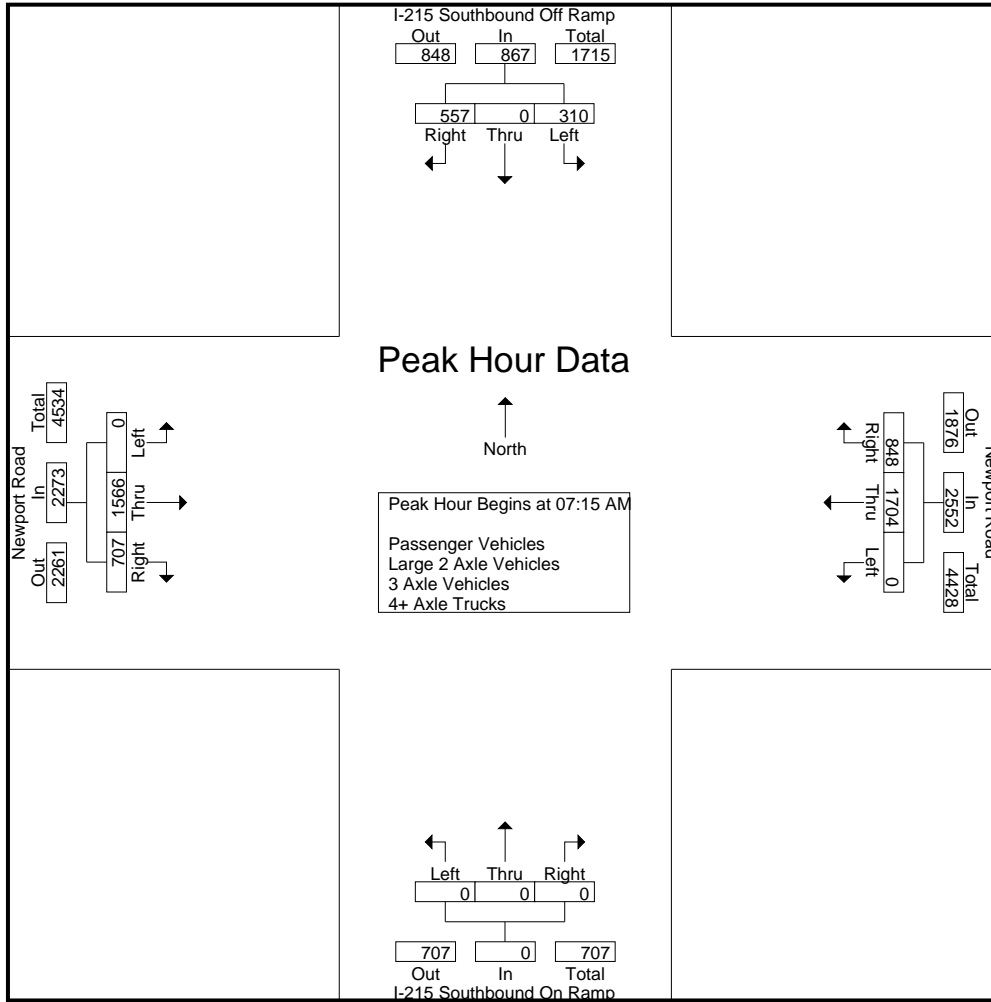 I-215 Southbound Off Ramp
Out In Total
848 867 1715
557 0 310
Right Thru Left
Peak Hour Data
North
Peak Hour Begins at 07:15 AM
Passenger Vehicles
Large 2 Axle Vehicles
3 Axle Vehicles
4+ Axle Trucks
Newport Road
Out In Total
2261 2273 4534
707 1566 0
Right Thru Left
Newport Road
Out In Total
1876 2552 4428
848 1704 0
Right Thru Left
Left Thru Right
0 0 0
707 0 707
Out In Total
I-215 Southbound On Ramp